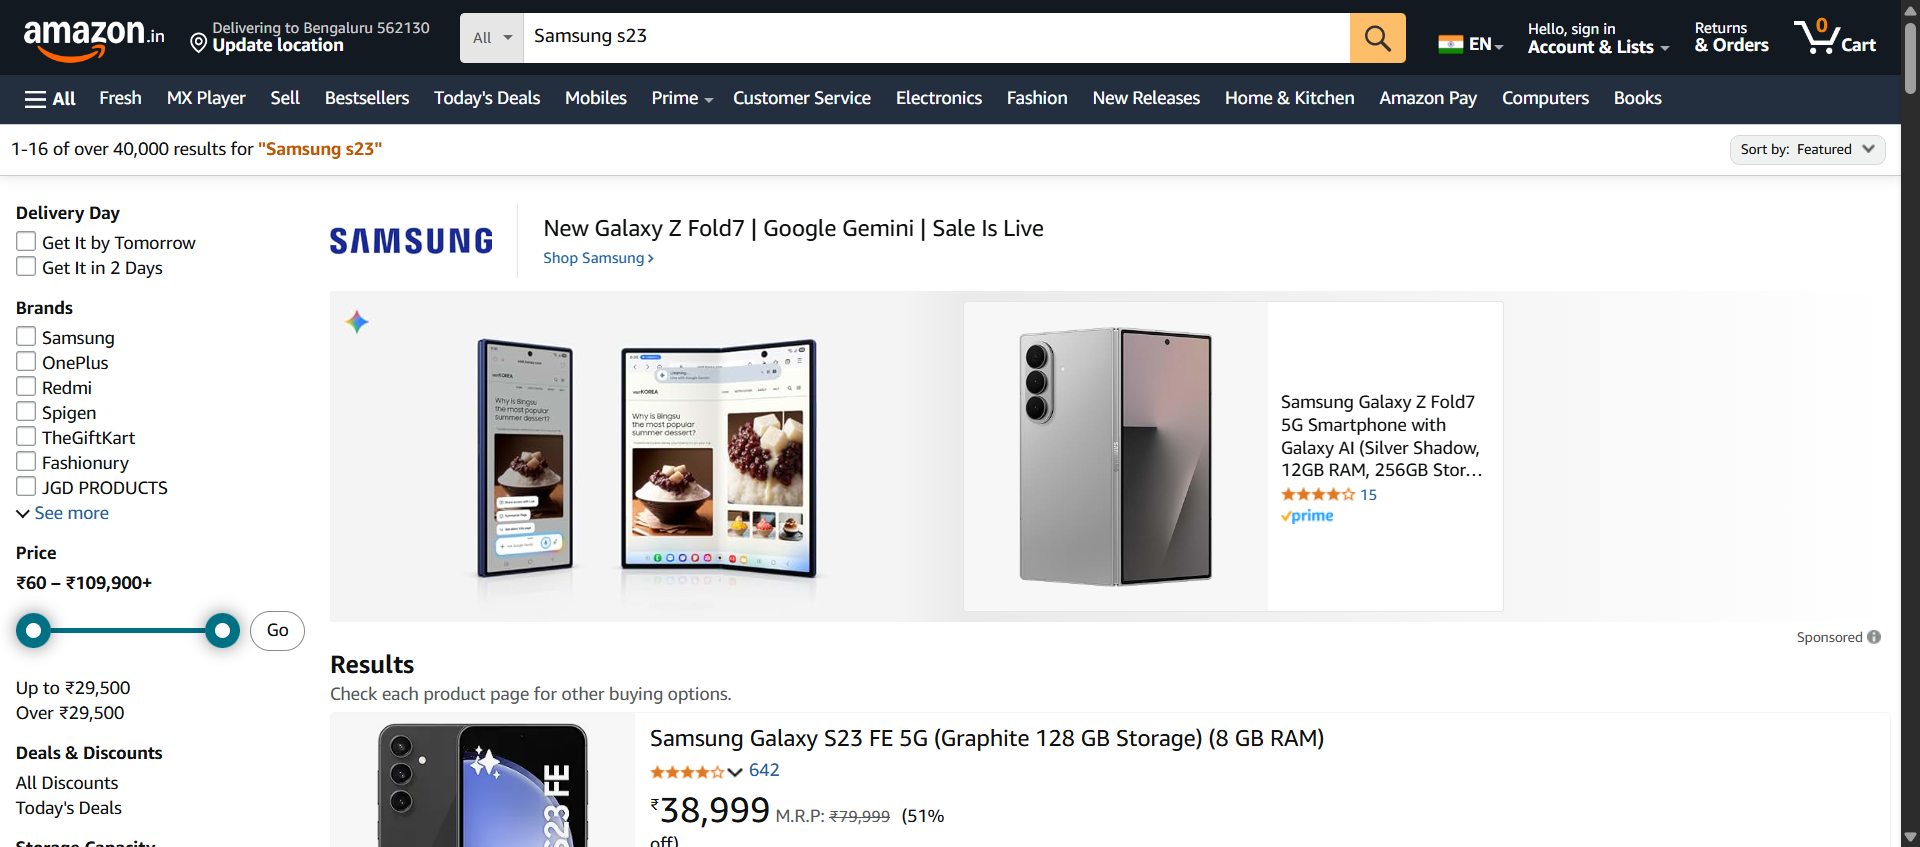 amazon.in
Delivering to Bengaluru 562130
Update location
All
Samsung s23
EN
Hello, sign in
Account & Lists
Returns
& Orders
0
Cart
All
Fresh
MX Player
Sell
Bestsellers
Today's Deals
Mobiles
Prime
Customer Service
Electronics
Fashion
New Releases
Home & Kitchen
Amazon Pay
Computers
Books
1-16 of over 40,000 results for "Samsung s23"
Sort by: Featured
Delivery Day
Get It by Tomorrow
Get It in 2 Days
Brands
Samsung
OnePlus
Redmi
Spigen
TheGiftKart
Fashionury
JGD PRODUCTS
See more
Price
₹60 – ₹109,900+
Go
Up to ₹29,500
Over ₹29,500
Deals & Discounts
All Discounts
Today's Deals
Storage Capacity
SAMSUNG
New Galaxy Z Fold7 | Google Gemini | Sale Is Live
Shop Samsung ›
Why is Bingsu
the most popular
summer dessert?
Why is Bingsu
the most popular
summer dessert?
Samsung Galaxy Z Fold7
5G Smartphone with
Galaxy AI (Silver Shadow,
12GB RAM, 256GB Stor...
15
prime
Sponsored
Results
Check each product page for other buying options.
S23 FE
Samsung Galaxy S23 FE 5G (Graphite 128 GB Storage) (8 GB RAM)
642
₹38,999 M.R.P: ₹79,999 (51%
off)